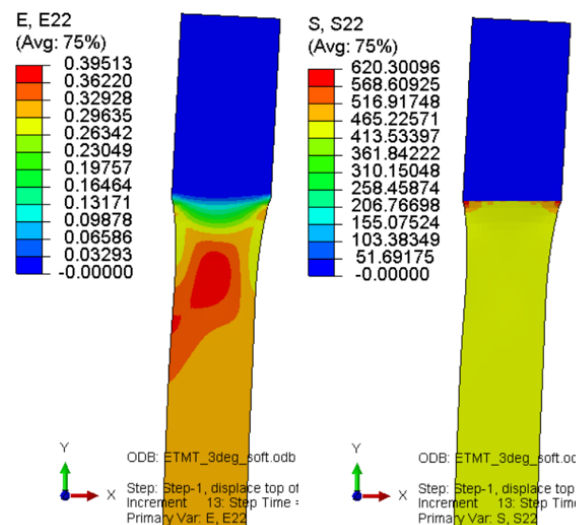 E, E22
(Avg: 75%)
0.39513
0.36220
0.32928
0.29635
0.26342
0.23049
0.19757
0.16464
0.13171
0.09878
0.06586
0.03293
-0.00000
Y
X
ODB: ETMT_3deg_soft.odb
Step: Step-1, displace top of
Increment 13: Step Time =
Primary Var: E, E22
S, S22
(Avg: 75%)
620.30096
568.60925
516.91748
465.22571
413.53397
361.84222
310.15048
258.45874
206.76698
155.07524
103.38349
51.69175
-0.00000
Y
X
ODB: ETMT_3deg_soft.od
Step: Step-1, displace top of
Increment 13: Step Time
Primary Var: S, S22